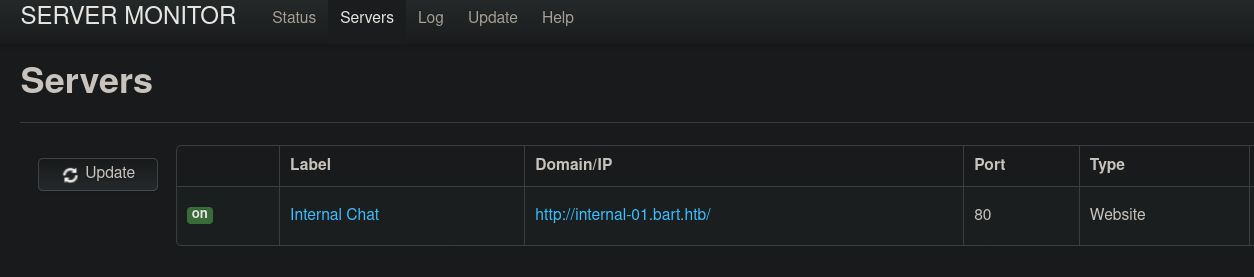 SERVER MONITOR Status Servers Log Update Help
Servers
Update
Label Domain/IP Port Type
on Internal Chat http://internal-01.bart.htb/ 80 Website